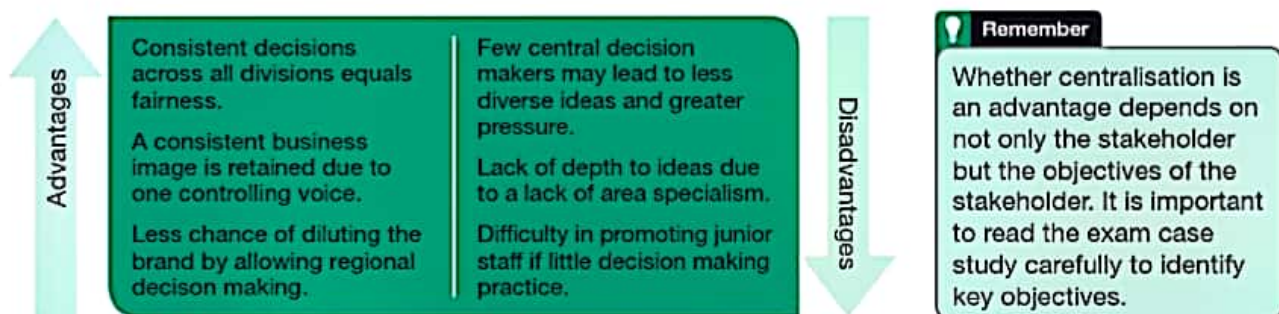 Advantages
Consistent decisions
across all divisions equals
fairness.
A consistent business
image is retained due to
one controlling voice.
Less chance of diluting the
brand by allowing regional
decison making.
Few central decision
makers may lead to less
diverse ideas and greater
pressure.
Lack of depth to ideas due
to a lack of area specialism.
Difficulty in promoting junior
staff if little decision making
practice.
Disadvantages
Remember
Whether centralisation is
an advantage depends on
not only the stakeholder
but the objectives of the
stakeholder. It is important
to read the exam case
study carefully to identify
key objectives.